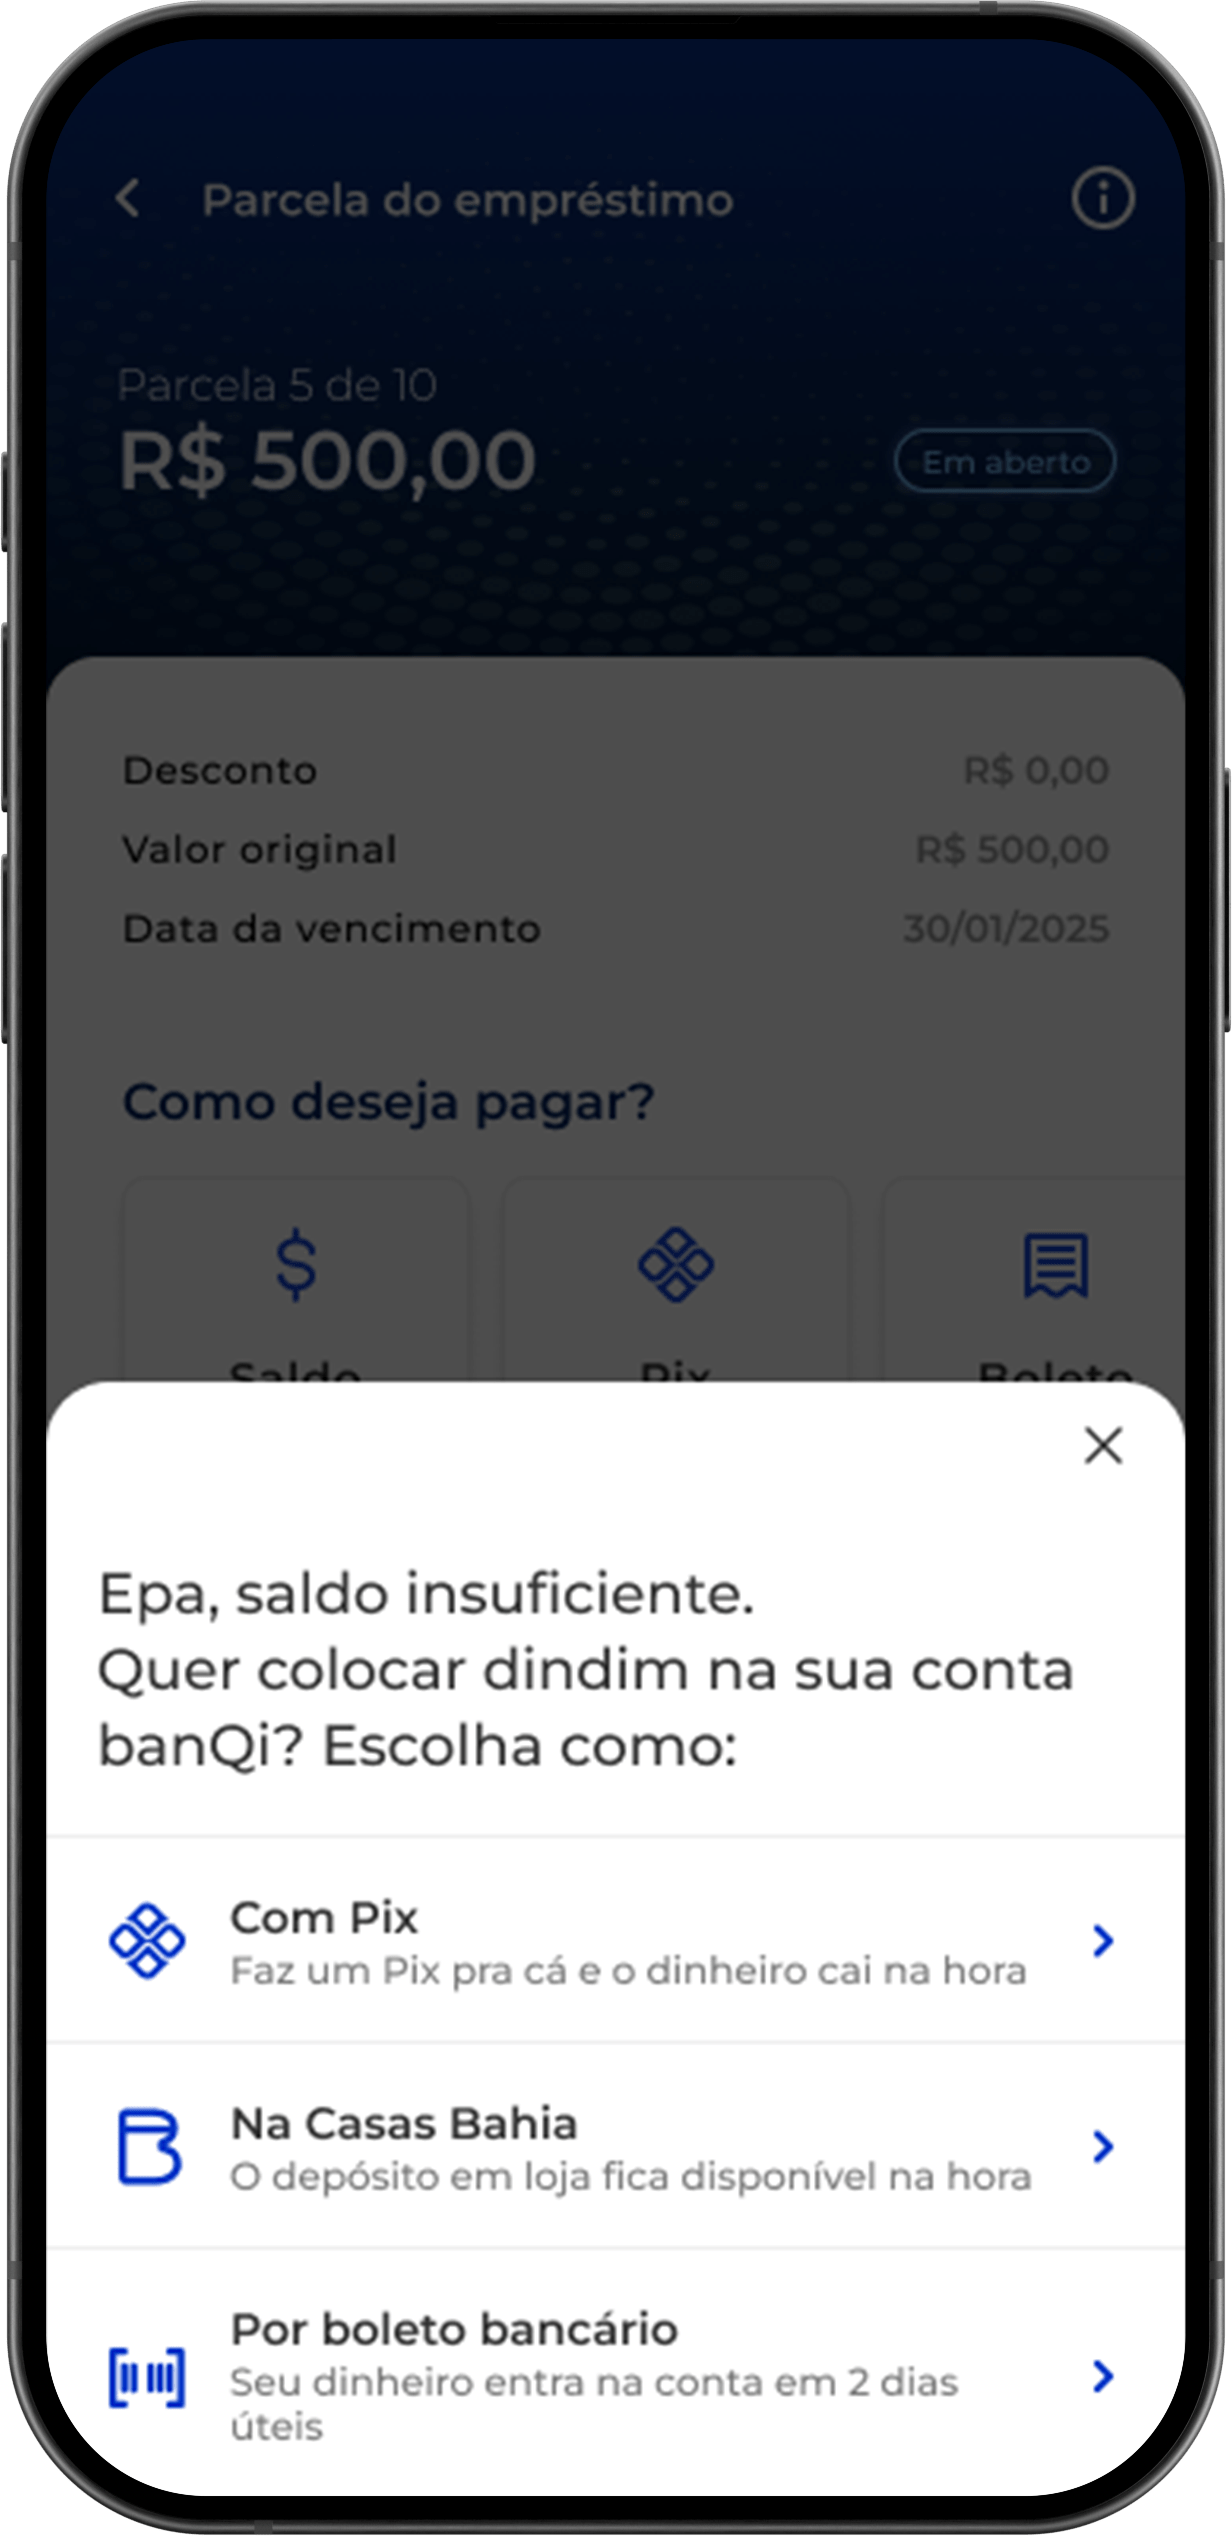 Parcela do empréstimo
Parcela 5 de 10
R$ 500,00
Em aberto
Desconto
R$ 0,00
Valor original
R$ 500,00
Data da vencimento
30/01/2025
Como deseja pagar?
Saldo
Pix
Boleto
Epa, saldo insuficiente.
Quer colocar dindim na sua conta
banQi? Escolha como:
Com Pix
Faz um Pix pra cá e o dinheiro cai na hora
Na Casas Bahia
O depósito em loja fica disponível na hora
Por boleto bancário
Seu dinheiro entra na conta em 2 dias
úteis